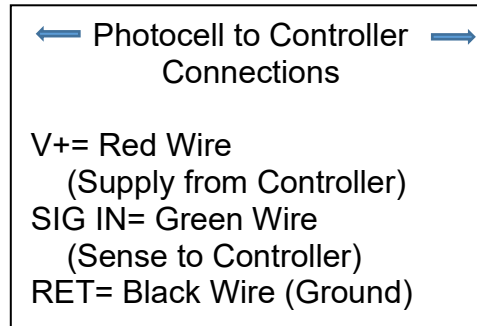 Photocell to Controller
Connections
V+= Red Wire
(Supply from Controller)
SIG IN= Green Wire
(Sense to Controller)
RET= Black Wire (Ground)